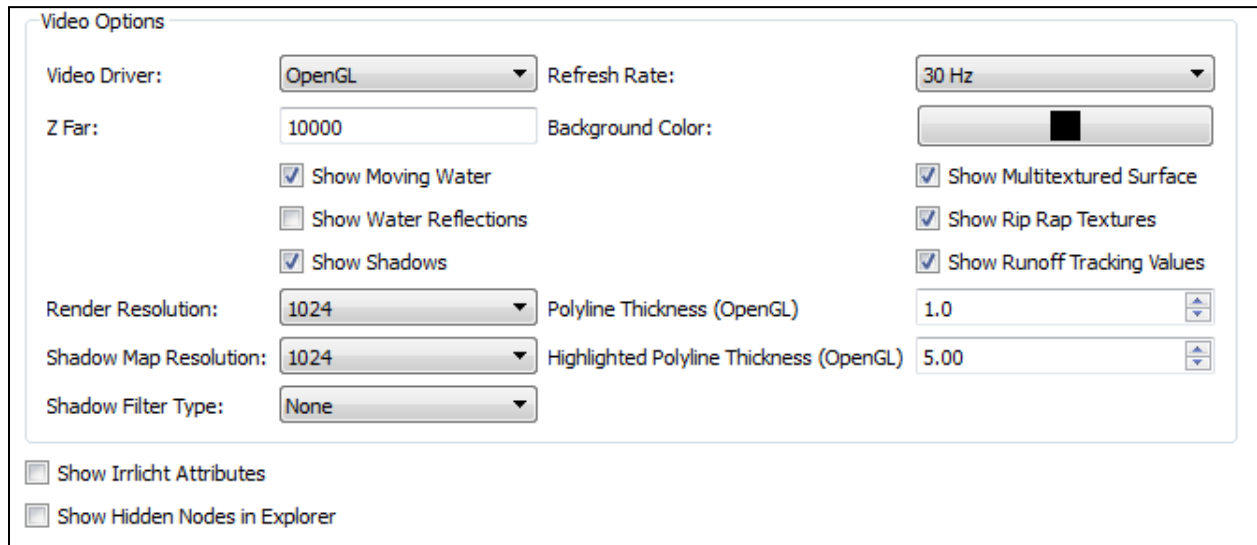 Video Options
Video Driver: OpenGL Refresh Rate: 30 Hz
Z Far: 10000 Background Color:
Show Moving Water Show Multitextured Surface
Show Water Reflections Show Rip Rap Textures
Show Shadows Show Runoff Tracking Values
Render Resolution: 1024 Polyline Thickness (OpenGL) 1.0
Shadow Map Resolution: 1024 Highlighted Polyline Thickness (OpenGL) 5.00
Shadow Filter Type: None
Show Irrlicht Attributes
Show Hidden Nodes in Explorer